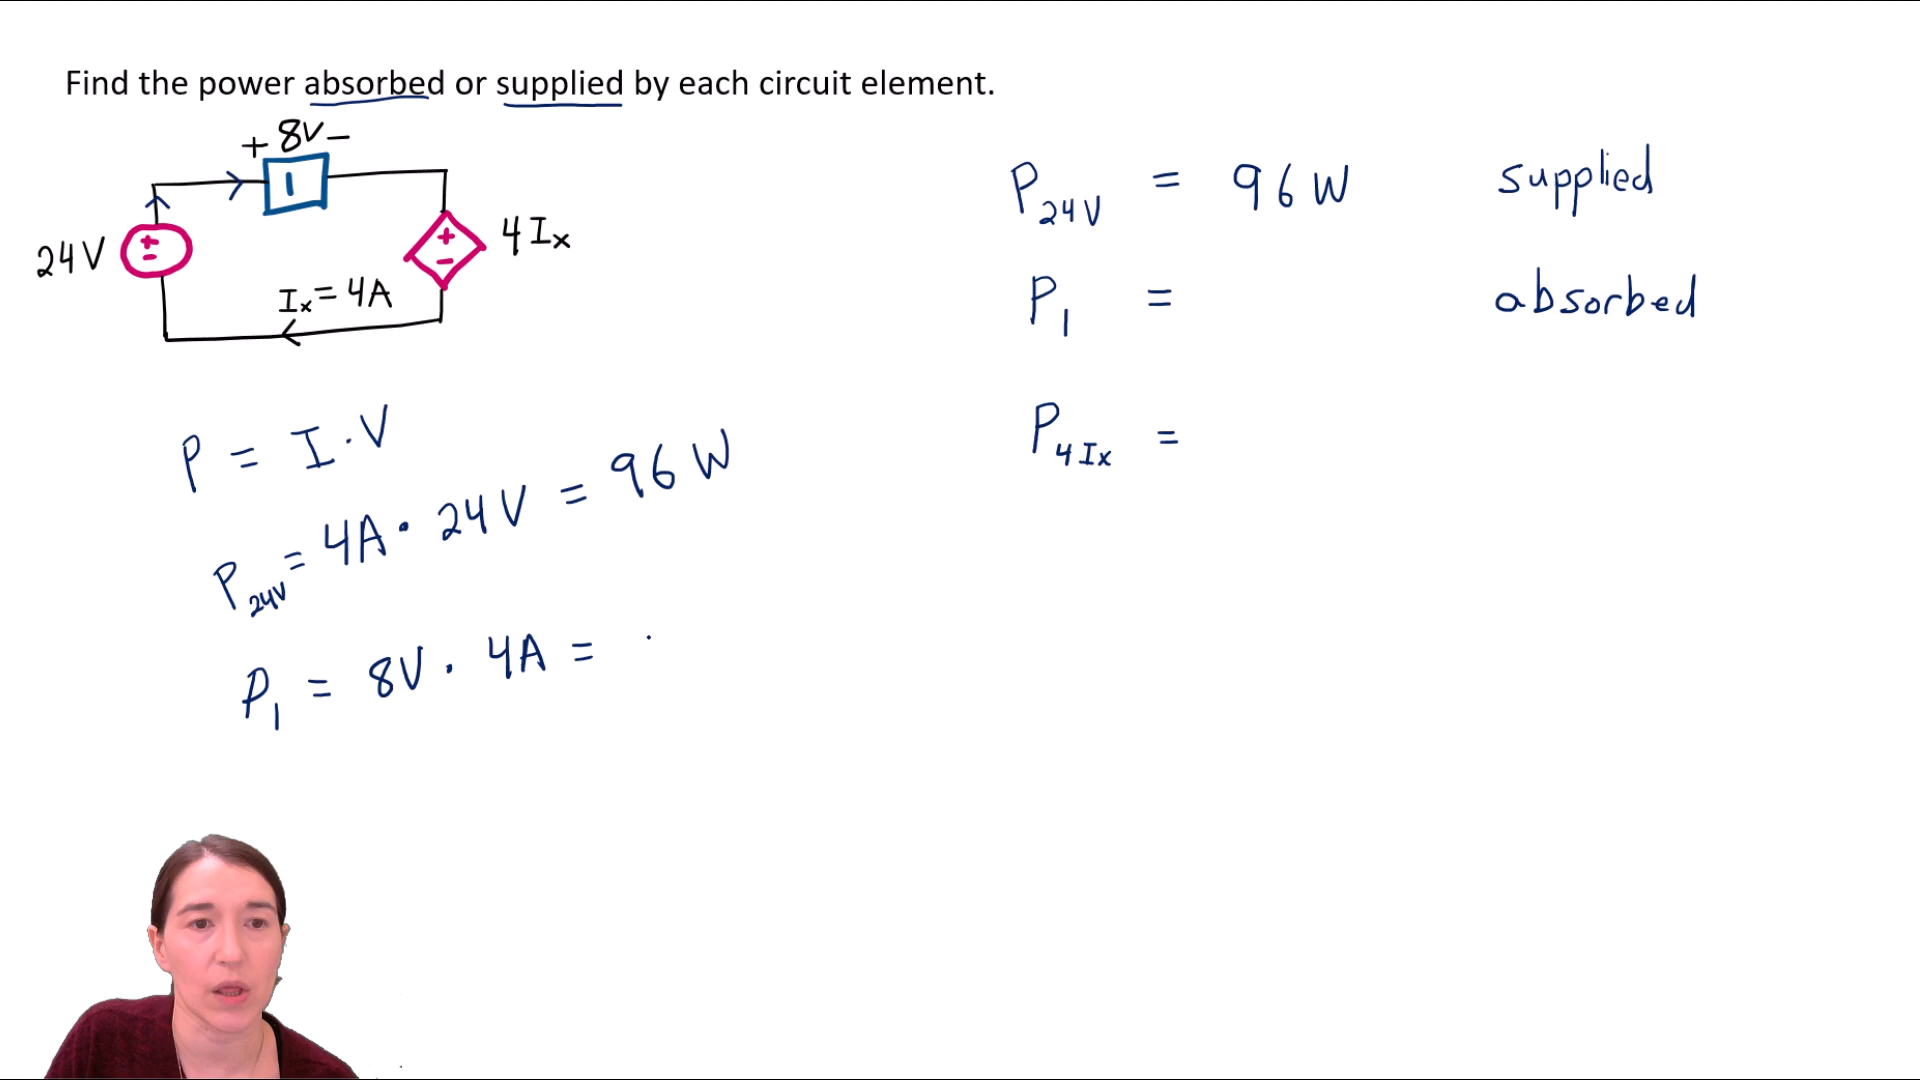 Find the power absorbed or supplied by each circuit element.
+ 8V -
1
24V
+
-
+
-
4Ix
Ix = 4A
P24V = 96 W supplied
P1 = absorbed
P4Ix =
P = I · V
P24V = 4A · 24V = 96 W
P1 = 8V · 4A =